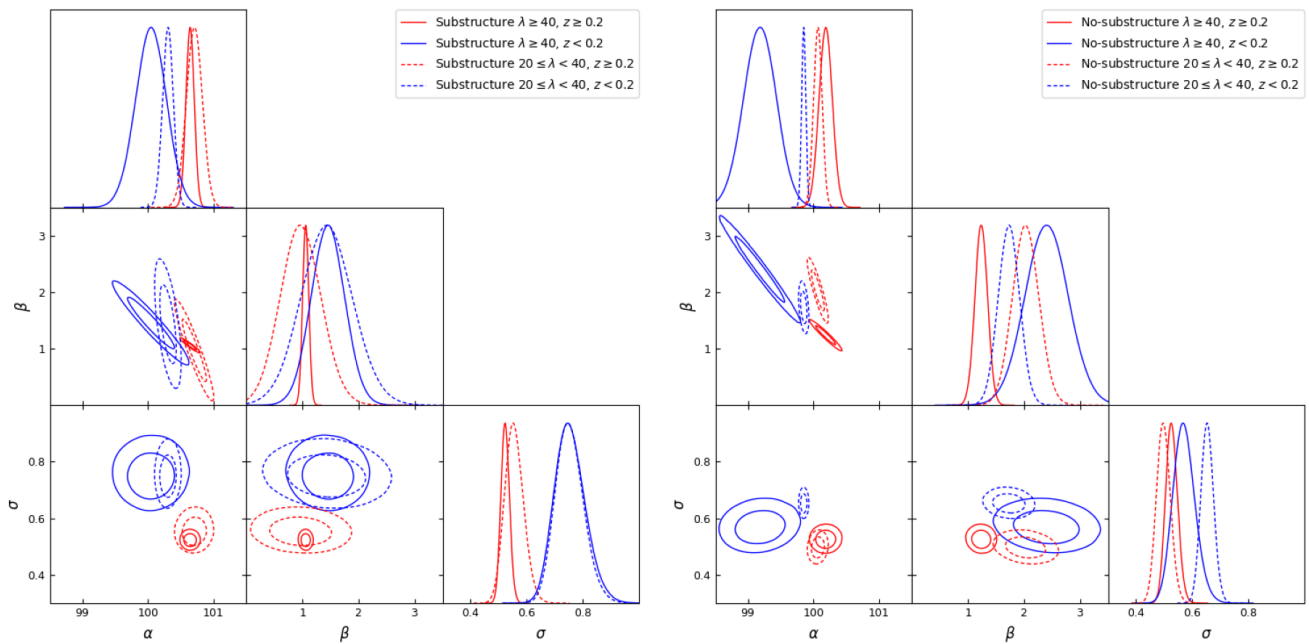 Substructure λ ≥ 40, z ≥ 0.2
Substructure λ ≥ 40, z < 0.2
Substructure 20 ≤ λ < 40, z ≥ 0.2
Substructure 20 ≤ λ < 40, z < 0.2
3
2
1
β
0.8
0.6
0.4
σ
99 100 101
α
1 2 3
β
0.4 0.6 0.8
σ
No-substructure λ ≥ 40, z ≥ 0.2
No-substructure λ ≥ 40, z < 0.2
No-substructure 20 ≤ λ < 40, z ≥ 0.2
No-substructure 20 ≤ λ < 40, z < 0.2
3
2
1
β
0.8
0.6
0.4
σ
99 100 101
α
1 2 3
β
0.4 0.6 0.8
σ